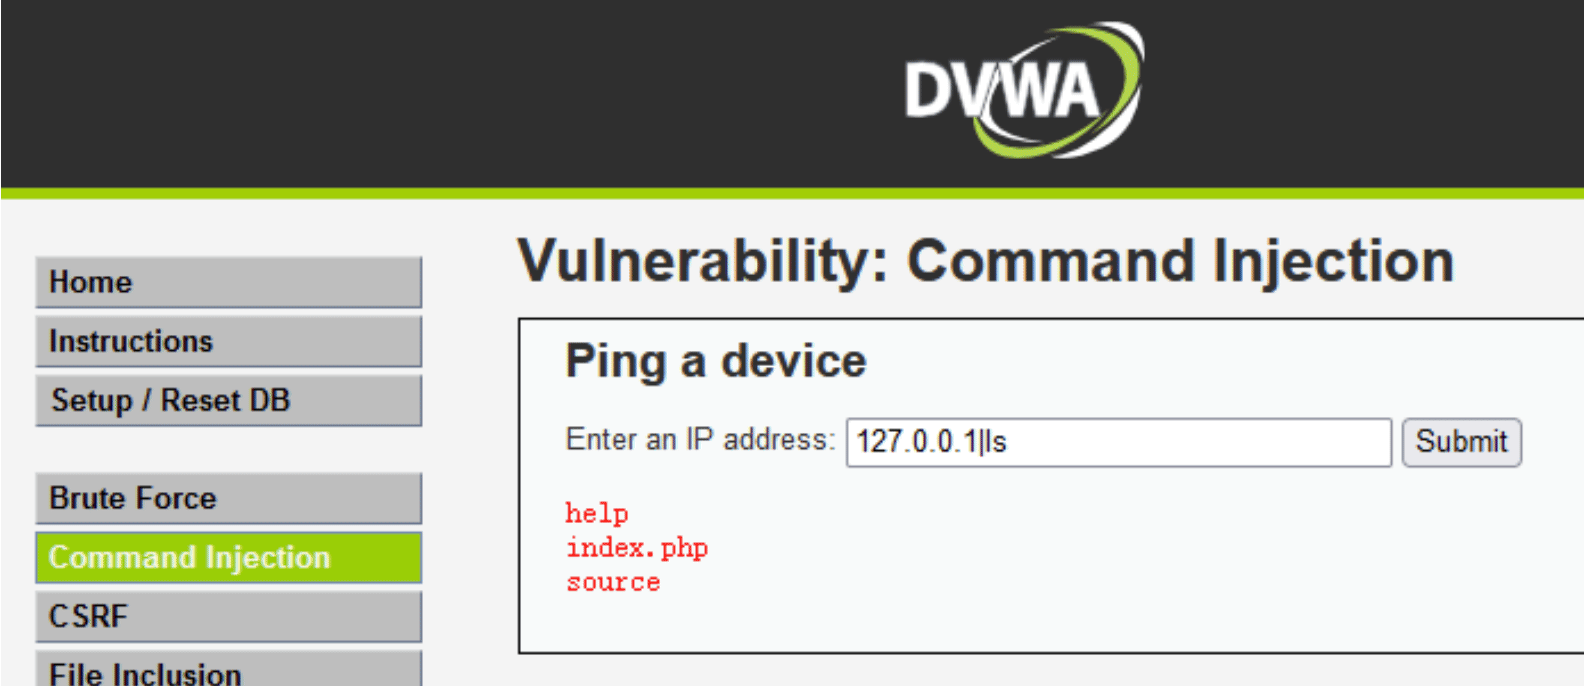 DVWA
Home
Instructions
Setup / Reset DB
Brute Force
Command Injection
CSRF
File Inclusion
Vulnerability: Command Injection
Ping a device
Enter an IP address: 127.0.0.1|ls Submit
help
index.php
source